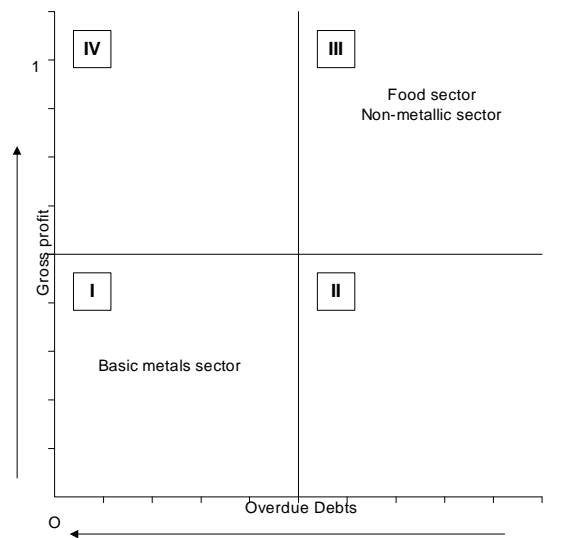 IV
III
1
Food sector
Non-metallic sector
Gross profit
I
II
Basic metals sector
Overdue Debts
O